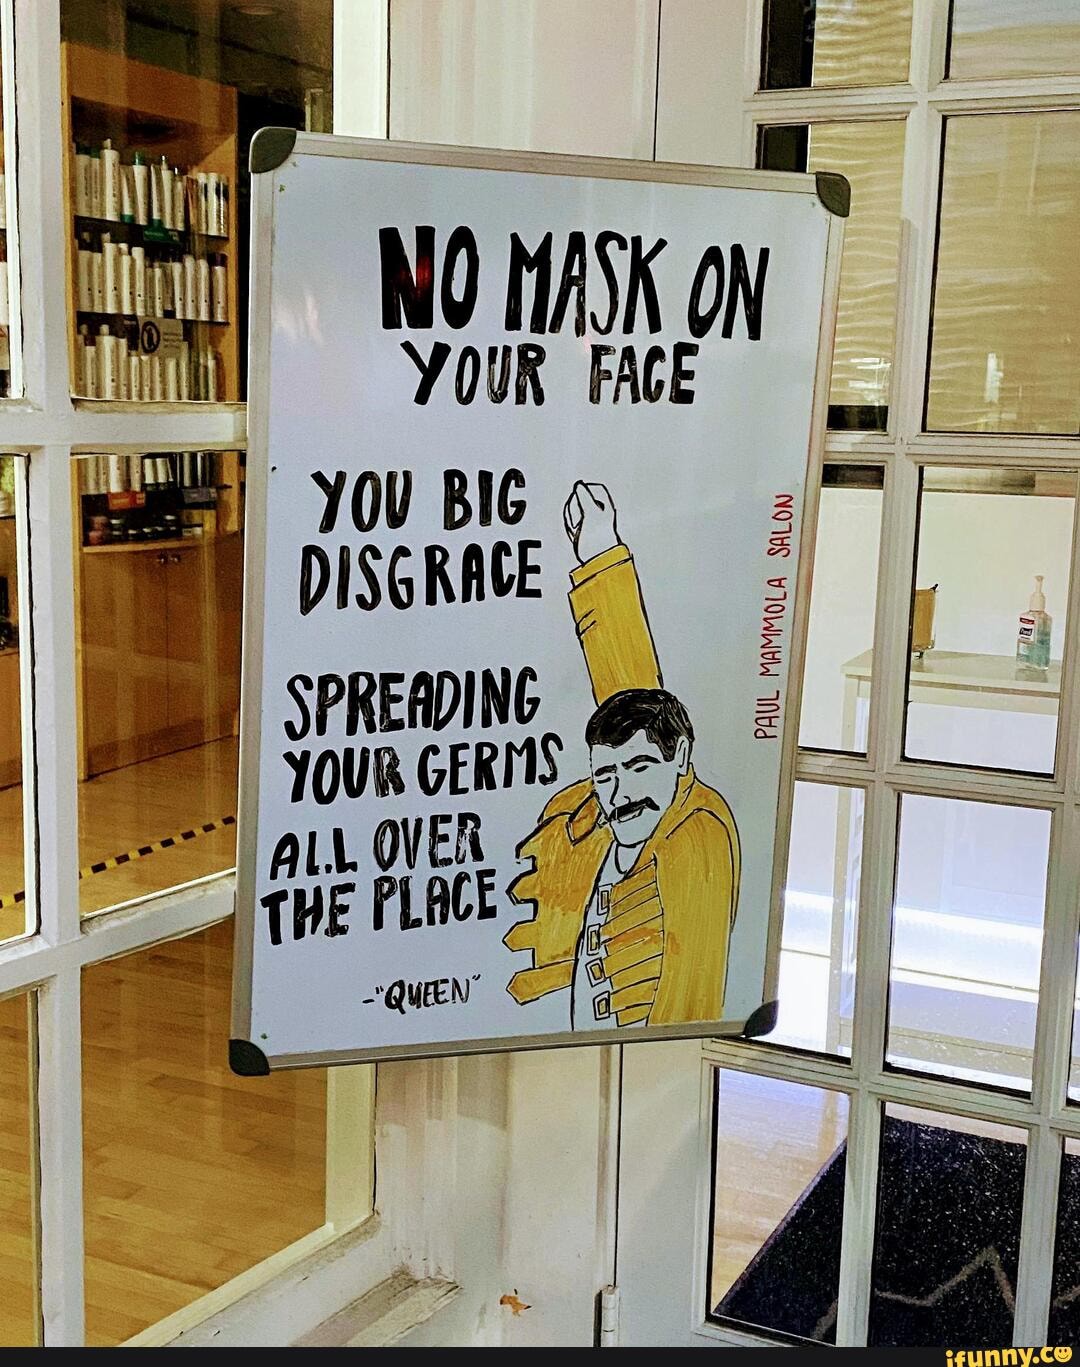 NO MASK ON
YOUR FACE
YOU BIG
DISGRACE
SPREADING
YOUR GERMS
ALL OVER
THE PLACE
-"QUEEN"
PAUL MAMMOLA SALON
ifunny.co